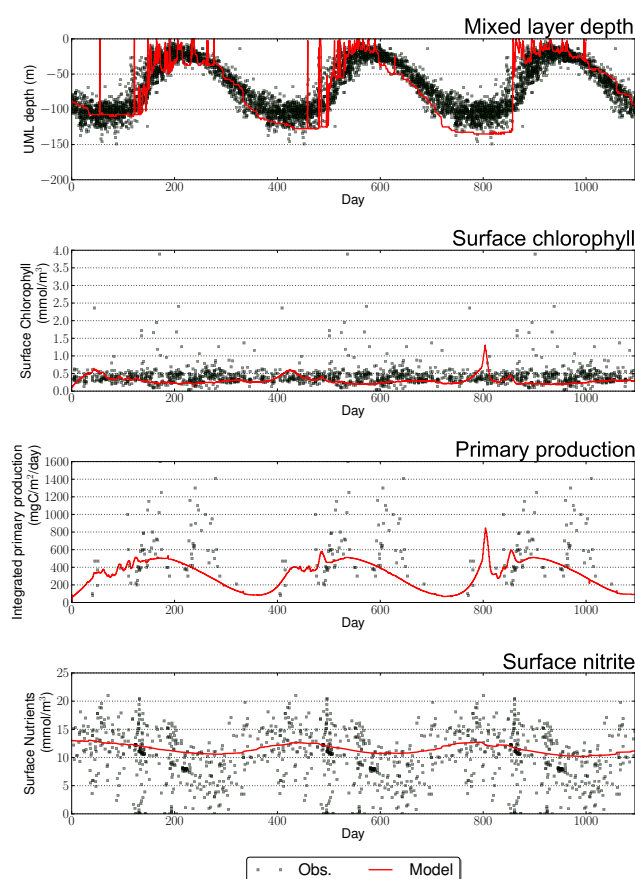 Mixed layer depth
0
−50
−100
−150
−200
UML depth (m)
0 200 400 600 800 1000
Day
Surface chlorophyll
4.0
3.5
3.0
2.5
2.0
1.5
1.0
0.5
0.0
Surface Chlorophyll
(mmol/m³)
0 200 400 600 800 1000
Day
Primary production
1600
1400
1200
1000
800
600
400
200
0
Integrated primary production
(mgC/m²/day)
0 200 400 600 800 1000
Day
Surface nitrite
25
20
15
10
5
0
Surface Nutrients
(mmol/m³)
0 200 400 600 800 1000
Day
Obs. Model